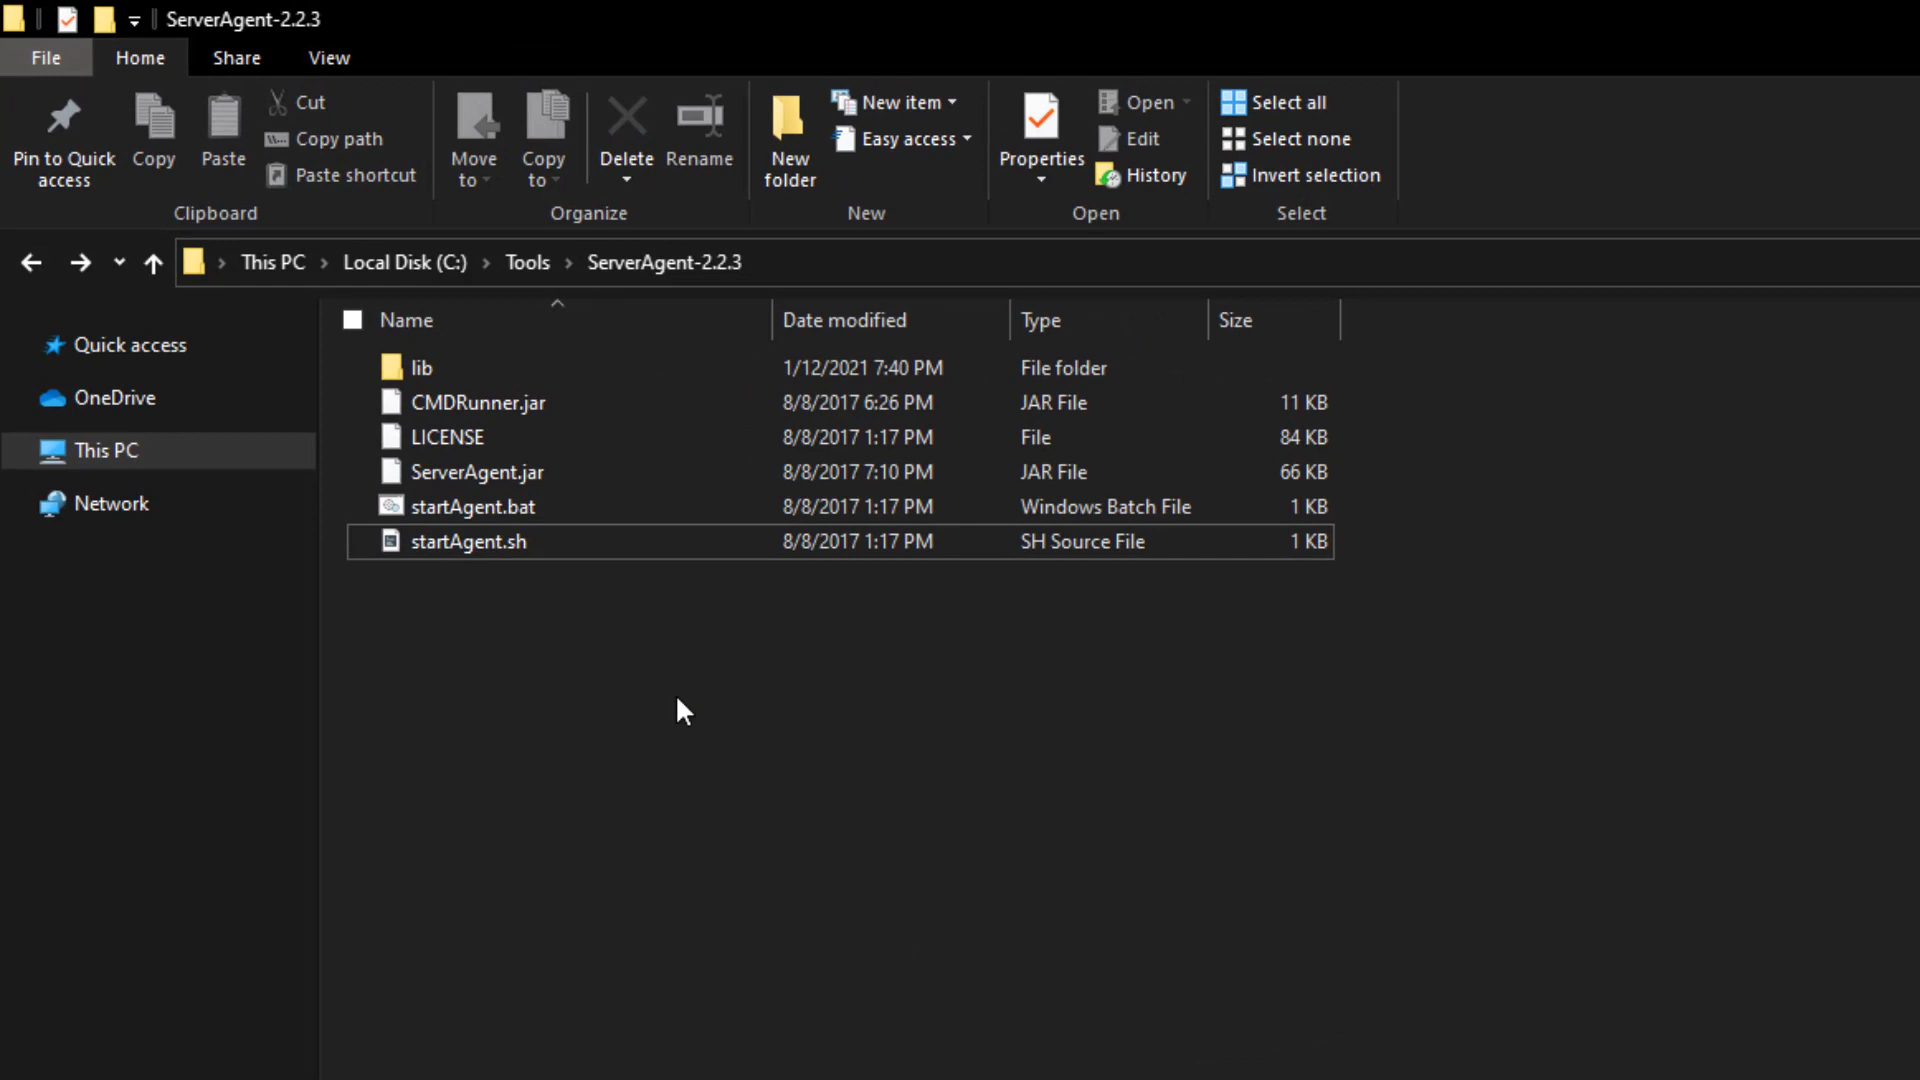 ServerAgent-2.2.3
File Home Share View
Pin to Quick access
Copy
Paste
Cut
Copy path
Paste shortcut
Clipboard
Move to
Copy to
Delete
Rename
Organize
New folder
New item
Easy access
New
Properties
Open
Edit
History
Open
Select all
Select none
Invert selection
Select
This PC Local Disk (C:) Tools ServerAgent-2.2.3
Quick access
OneDrive
This PC
Network
Name Date modified Type Size
lib 1/12/2021 7:40 PM File folder
CMDRunner.jar 8/8/2017 6:26 PM JAR File 11 KB
LICENSE 8/8/2017 1:17 PM File 84 KB
ServerAgent.jar 8/8/2017 7:10 PM JAR File 66 KB
startAgent.bat 8/8/2017 1:17 PM Windows Batch File 1 KB
startAgent.sh 8/8/2017 1:17 PM SH Source File 1 KB